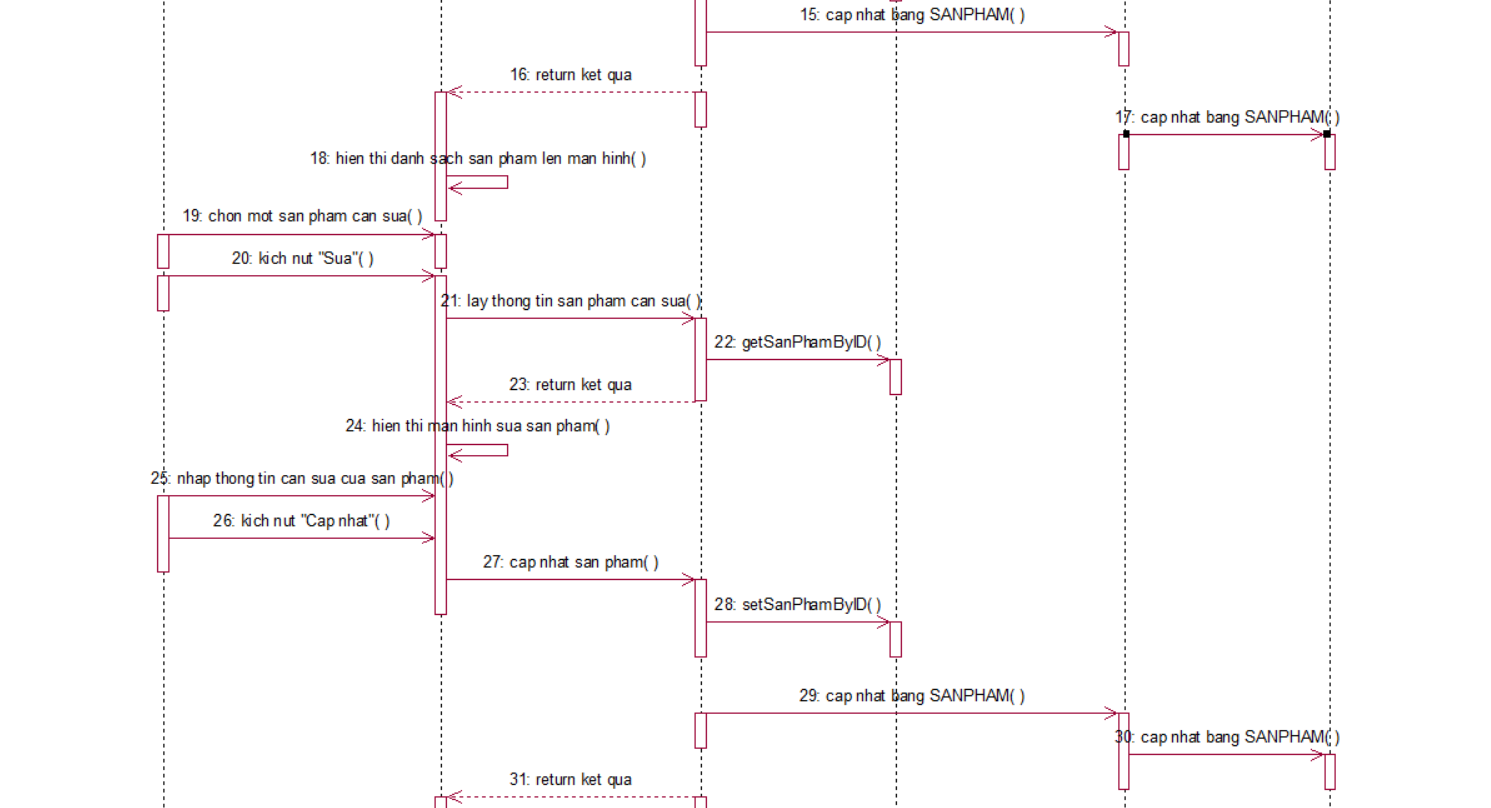 15: cap nhat bang SANPHAM( )
16: return ket qua
17: cap nhat bang SANPHAM( )
18: hien thi danh sach san pham len man hinh( )
19: chon mot san pham can sua( )
20: kich nut "Sua"( )
21: lay thong tin san pham can sua( )
22: getSanPhamByID( )
23: return ket qua
24: hien thi man hinh sua san pham( )
25: nhap thong tin can sua cua san pham( )
26: kich nut "Cap nhat"( )
27: cap nhat san pham( )
28: setSanPhamByID( )
29: cap nhat bang SANPHAM( )
30: cap nhat bang SANPHAM( )
31: return ket qua